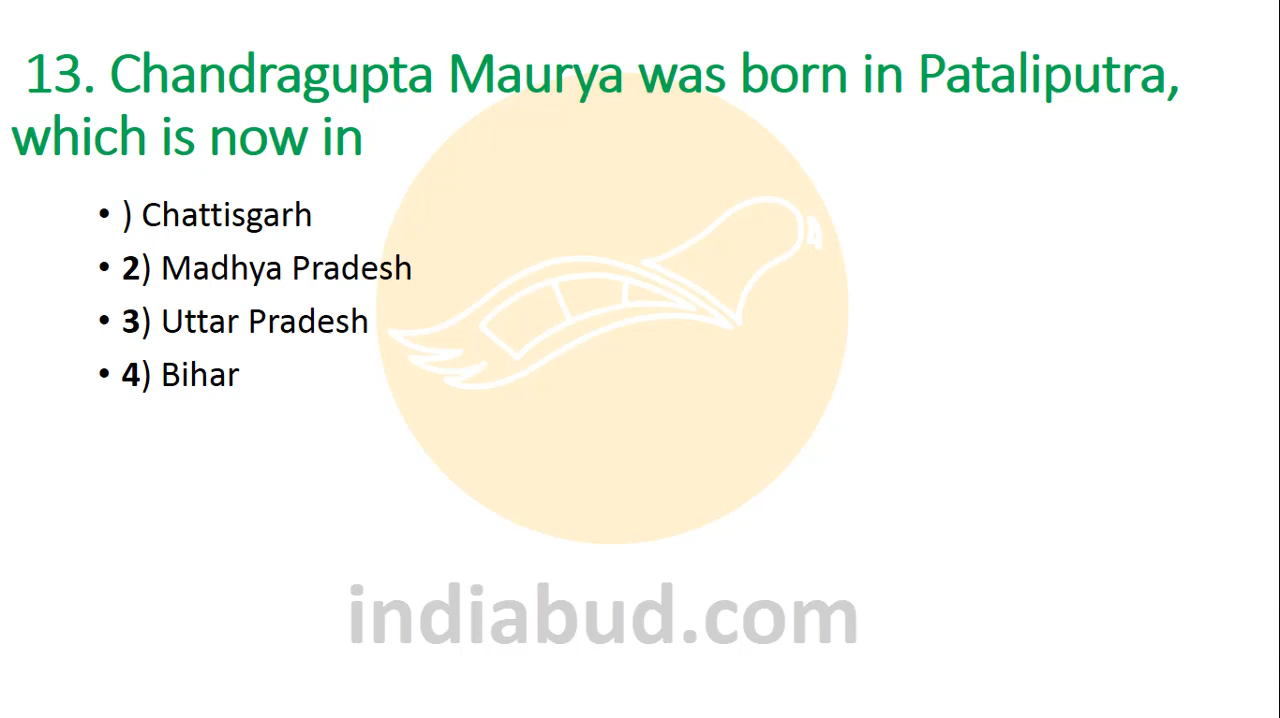 13. Chandragupta Maurya was born in Pataliputra,
which is now in
• ) Chattisgarh
• 2) Madhya Pradesh
• 3) Uttar Pradesh
• 4) Bihar
indiabud.com